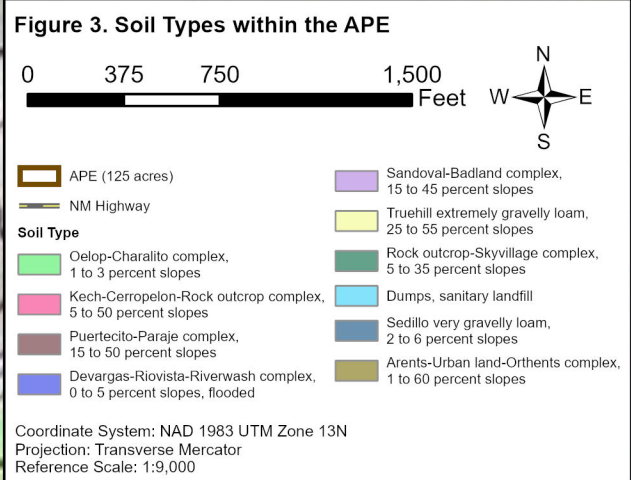 Figure 3. Soil Types within the APE
0 375 750 1,500
Feet
N
W E
S
APE (125 acres)
NM Highway
Soil Type
Oelop-Charalito complex,
1 to 3 percent slopes
Kech-Cerropelon-Rock outcrop complex,
5 to 50 percent slopes
Puertecito-Paraje complex,
15 to 50 percent slopes
Devargas-Riovista-Riverwash complex,
0 to 5 percent slopes, flooded
Sandoval-Badland complex,
15 to 45 percent slopes
Truehill extremely gravelly loam,
25 to 55 percent slopes
Rock outcrop-Skyvillage complex,
5 to 35 percent slopes
Dumps, sanitary landfill
Sedillo very gravelly loam,
2 to 6 percent slopes
Arents-Urban land-Orthents complex,
1 to 60 percent slopes
Coordinate System: NAD 1983 UTM Zone 13N
Projection: Transverse Mercator
Reference Scale: 1:9,000